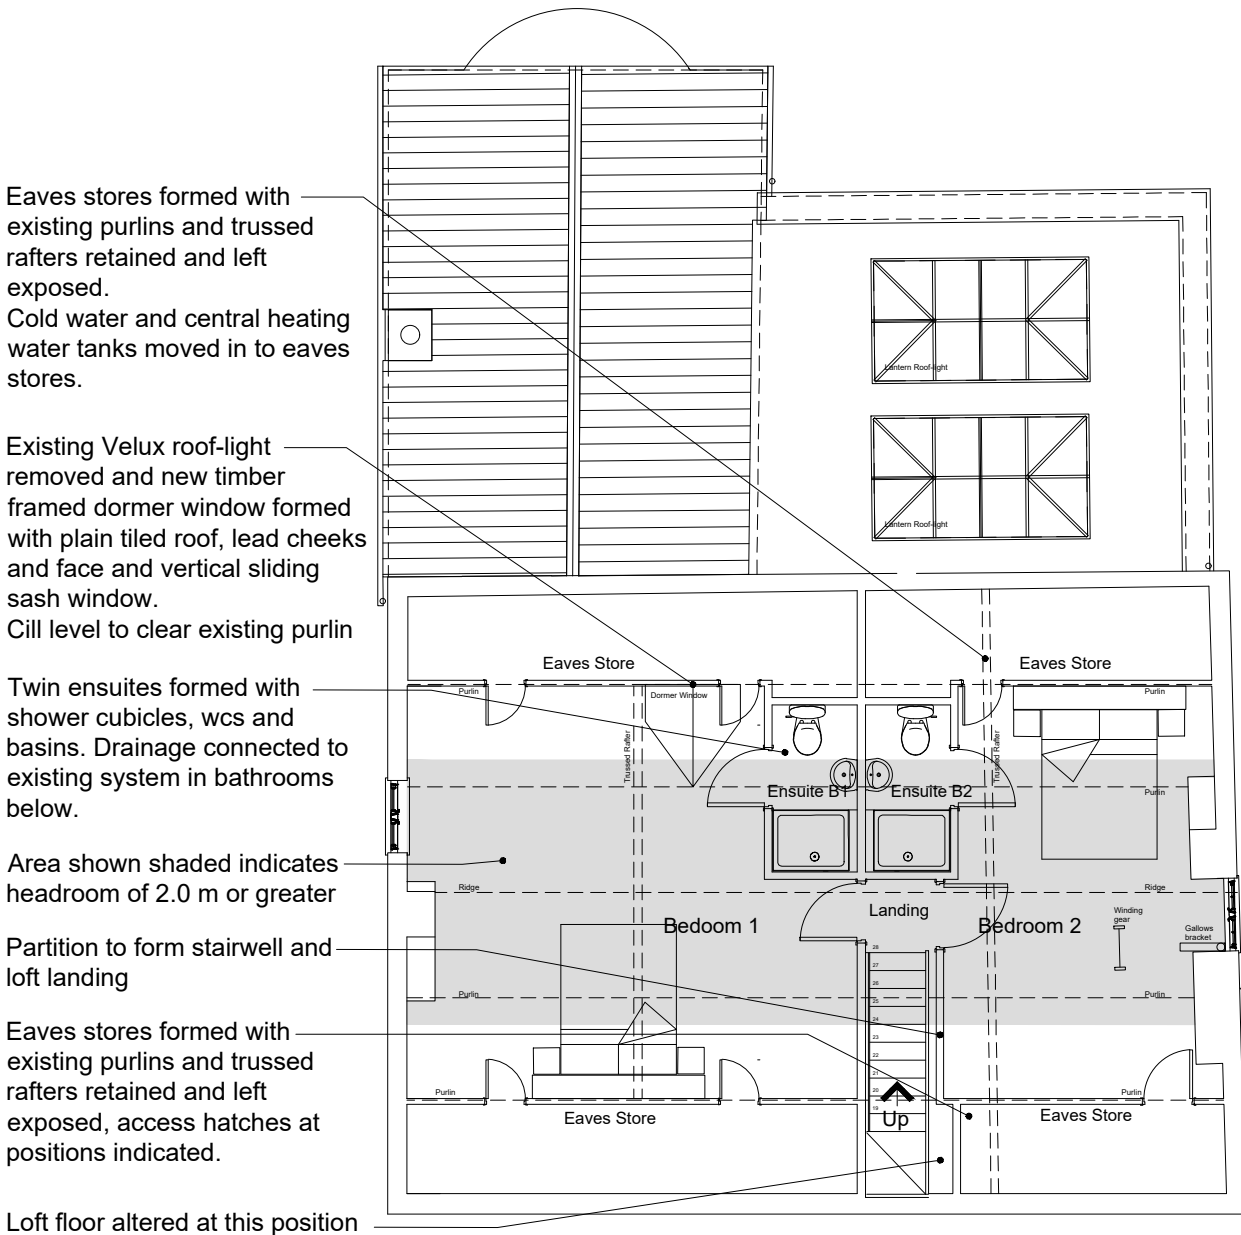 Eaves stores formed with
existing purlins and trussed
rafters retained and left
exposed.
Cold water and central heating
water tanks moved in to eaves
stores.
Existing Velux roof-light
removed and new timber
framed dormer window formed
with plain tiled roof, lead cheeks
and face and vertical sliding
sash window.
Cill level to clear existing purlin
Twin ensuites formed with
shower cubicles, wcs and
basins. Drainage connected to
existing system in bathrooms
below.
Area shown shaded indicates
headroom of 2.0 m or greater
Partition to form stairwell and
loft landing
Eaves stores formed with
existing purlins and trussed
rafters retained and left
exposed, access hatches at
positions indicated.
Loft floor altered at this position
Lantern Roof-light
Lantern Roof-light
Eaves Store
Eaves Store
Purlin
Dormer Window
Purlin
Trussed Rafter
Trussed Rafter
Ensuite B1
Ensuite B2
Purlin
Ridge
Ridge
Landing
Bedoom 1
Bedroom 2
Winding
gear
Gallows
bracket
28
27
26
25
24
23
22
21
20
19
Purlin
Purlin
Purlin
Purlin
Up
Eaves Store
Eaves Store